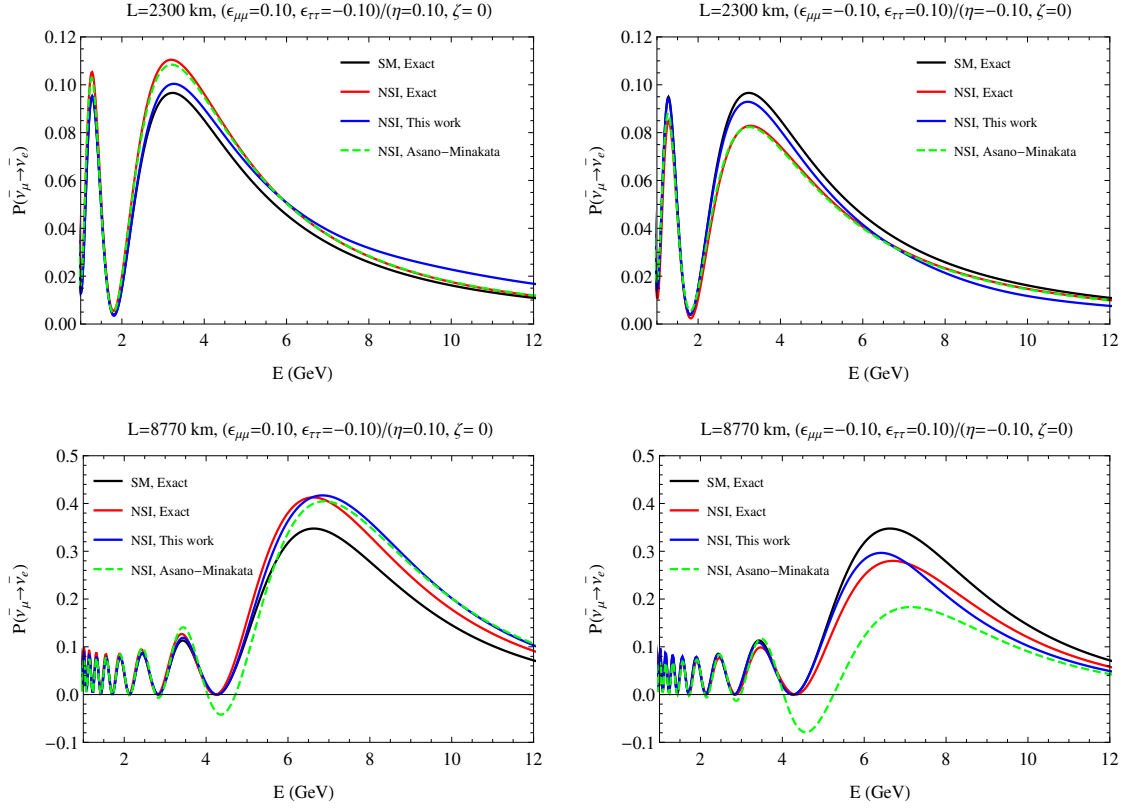 L=2300 km, (ϵμμ=0.10, ϵττ=−0.10)/(η=0.10, ζ= 0)
0.12
0.10
0.08
0.06
0.04
0.02
0.00
P(ν̄μ→ν̄e)
SM, Exact
NSI, Exact
NSI, This work
NSI, Asano−Minakata
2 4 6 8 10 12
E (GeV)
L=2300 km, (ϵμμ=−0.10, ϵττ=0.10)/(η=−0.10, ζ=0)
0.12
0.10
0.08
0.06
0.04
0.02
0.00
P(ν̄μ→ν̄e)
SM, Exact
NSI, Exact
NSI, This work
NSI, Asano−Minakata
2 4 6 8 10 12
E (GeV)
L=8770 km, (ϵμμ=0.10, ϵττ=−0.10)/(η=0.10, ζ=0)
0.5
0.4
0.3
0.2
0.1
0.0
−0.1
P(ν̄μ→ν̄e)
SM, Exact
NSI, Exact
NSI, This work
NSI, Asano−Minakata
2 4 6 8 10 12
E (GeV)
L=8770 km, (ϵμμ=−0.10, ϵττ=0.10)/(η=−0.10, ζ=0)
0.5
0.4
0.3
0.2
0.1
0.0
−0.1
P(ν̄μ→ν̄e)
SM, Exact
NSI, Exact
NSI, This work
NSI, Asano−Minakata
2 4 6 8 10 12
E (GeV)